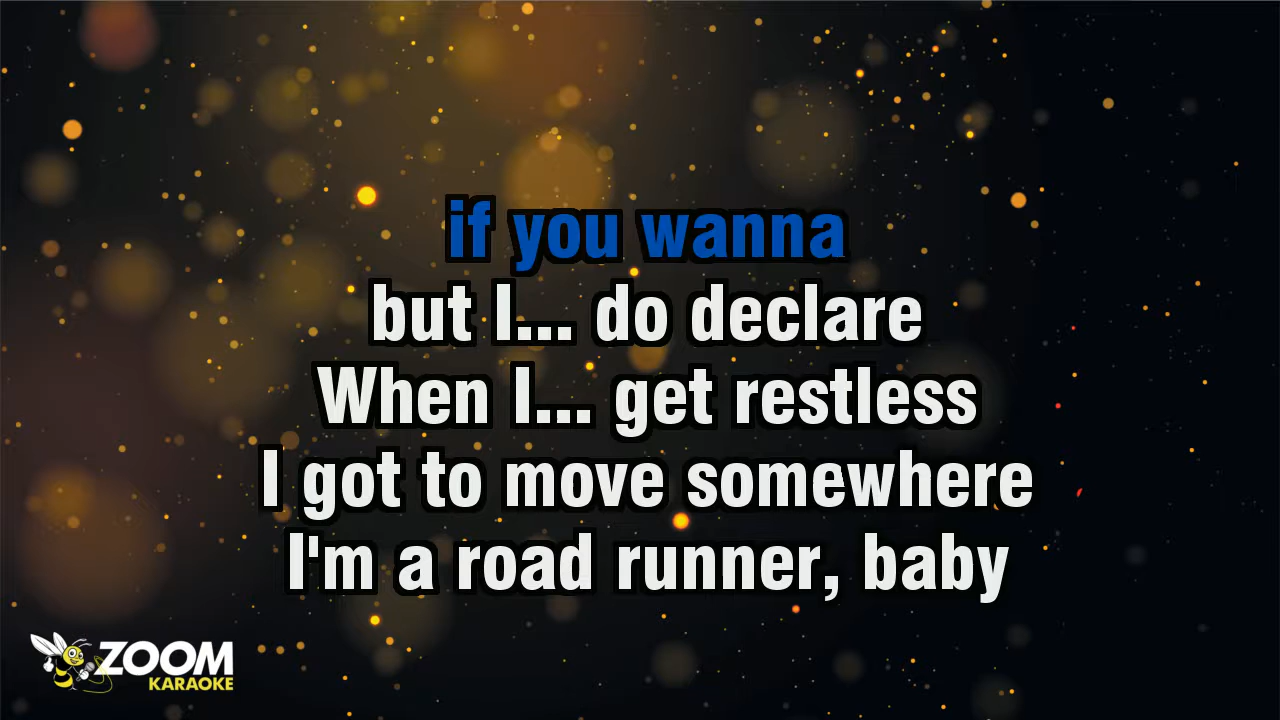 if you wanna
but I... do declare
When I... get restless
I got to move somewhere
I'm a road runner, baby
ZOOM
KARAOKE